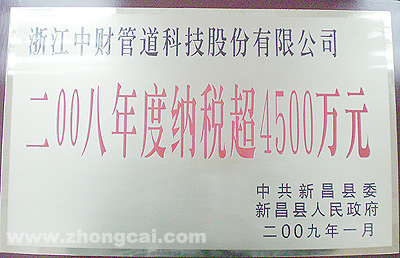 浙江中财管道科技股份有限公司
二00八年度纳税超4500万元
中共新昌县委
新昌县人民政府
二00九年一月
www.zhongcai.com